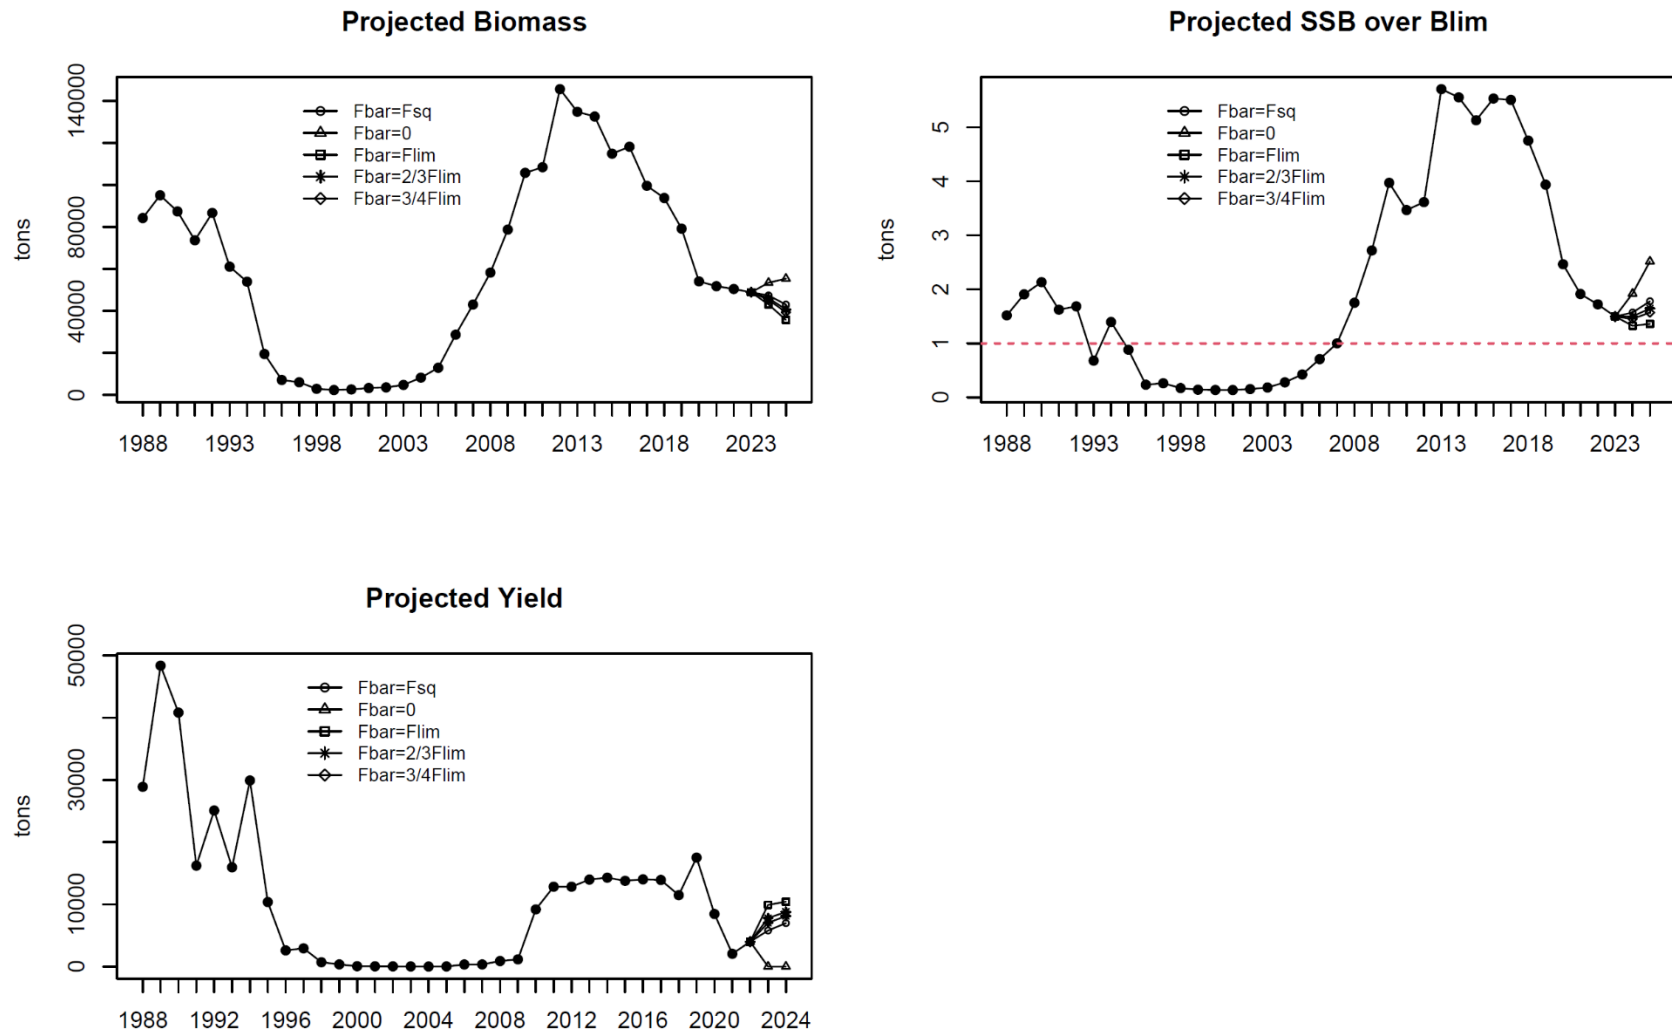 Projected Biomass
tons
140000
80000
40000
0
Fbar=Fsq
Fbar=0
Fbar=Flim
Fbar=2/3Flim
Fbar=3/4Flim
1988 1993 1998 2003 2008 2013 2018 2023
Projected SSB over Blim
5
4
3
2
1
0
Fbar=Fsq
Fbar=0
Fbar=Flim
Fbar=2/3Flim
Fbar=3/4Flim
1988 1993 1998 2003 2008 2013 2018 2023
tons
Projected Yield
tons
50000
30000
10000
0
Fbar=Fsq
Fbar=0
Fbar=Flim
Fbar=2/3Flim
Fbar=3/4Flim
1988 1992 1996 2000 2004 2008 2012 2016 2020 2024